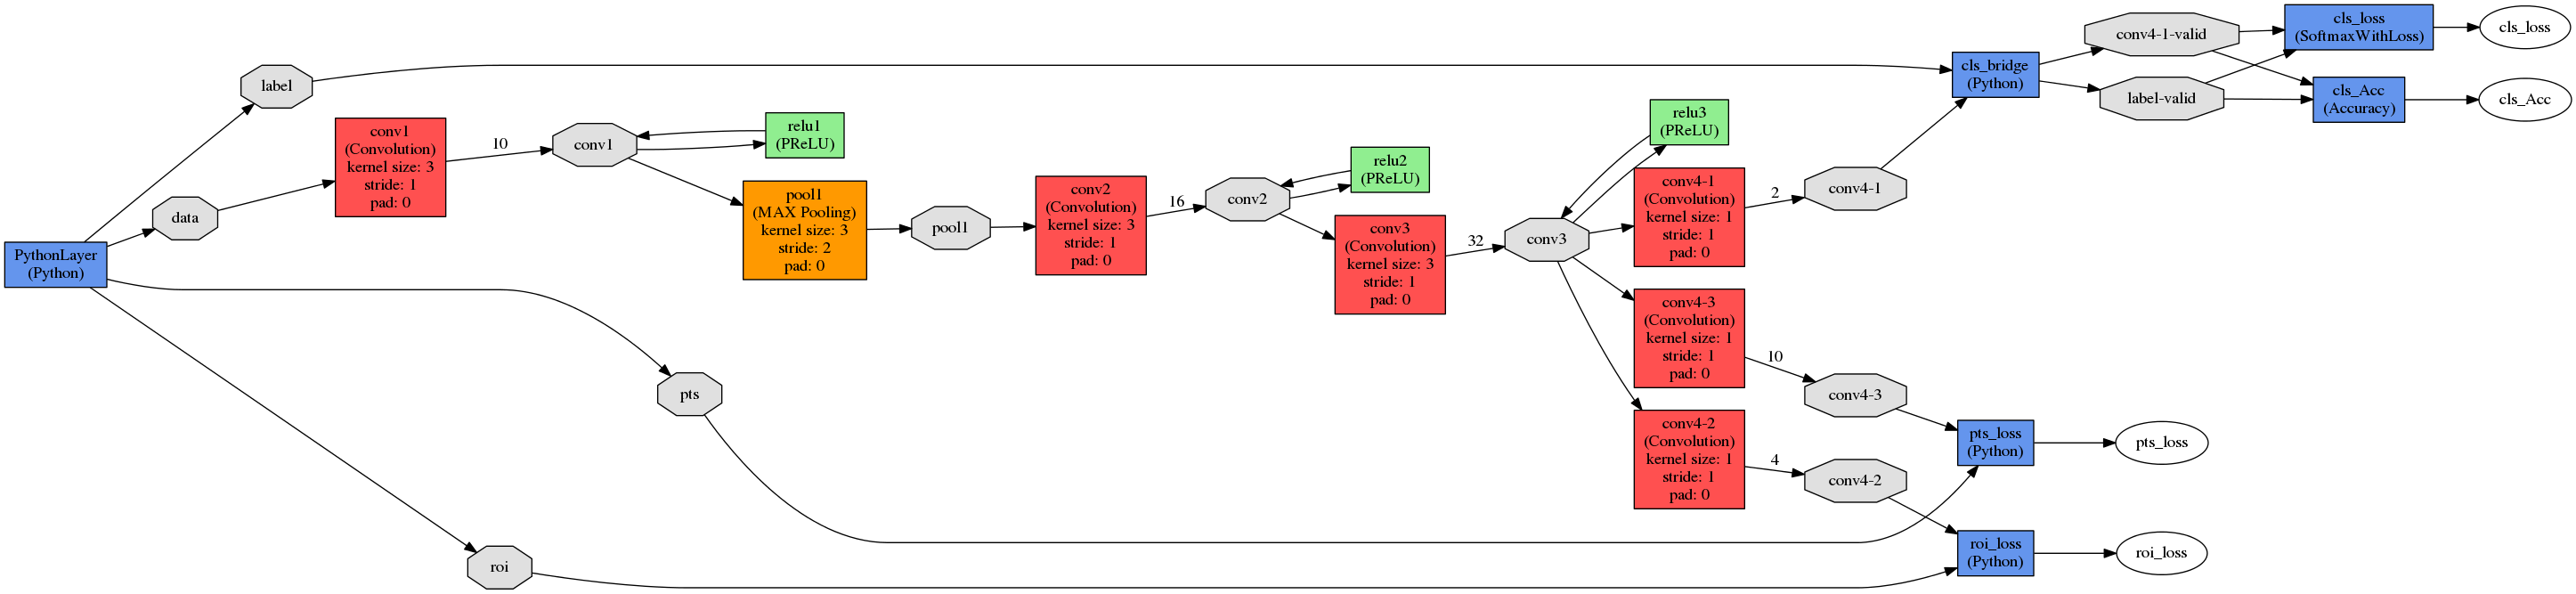 PythonLayer
(Python)
label
data
conv1
(Convolution)
kernel size: 3
stride: 1
pad: 0
10
conv1
relu1
(PReLU)
pool1
(MAX Pooling)
kernel size: 3
stride: 2
pad: 0
pool1
conv2
(Convolution)
kernel size: 3
stride: 1
pad: 0
16
conv2
relu2
(PReLU)
conv3
(Convolution)
kernel size: 3
stride: 1
pad: 0
32
conv3
relu3
(PReLU)
conv4-1
(Convolution)
kernel size: 1
stride: 1
pad: 0
2
conv4-1
conv4-3
(Convolution)
kernel size: 1
stride: 1
pad: 0
10
conv4-3
conv4-2
(Convolution)
kernel size: 1
stride: 1
pad: 0
4
conv4-2
pts
roi
cls_bridge
(Python)
conv4-1-valid
label-valid
cls_loss
(SoftmaxWithLoss)
cls_loss
cls_Acc
(Accuracy)
cls_Acc
pts_loss
(Python)
pts_loss
roi_loss
(Python)
roi_loss